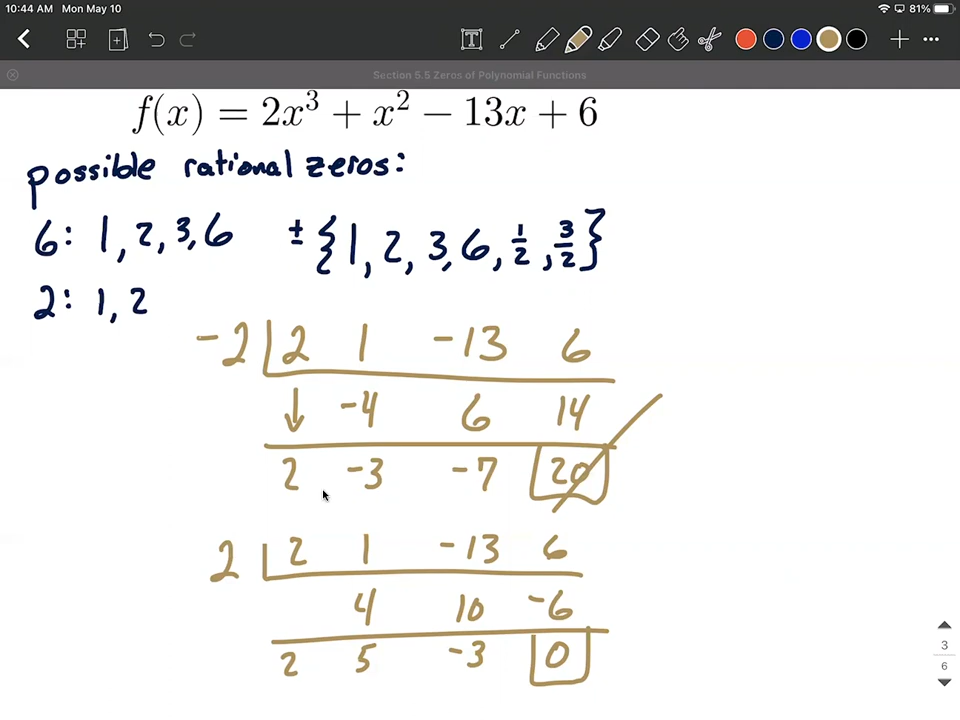 10:44 AM Mon May 10 81%
Section 5.5 Zeros of Polynomial Functions
f(x) = 2x³ + x² − 13x + 6
possible rational zeros:
6: 1, 2, 3, 6 ± {1, 2, 3, 6, 1/2, 3/2}
2: 1, 2
-2 | 2 1 -13 6
↓ -4 6 14
2 -3 -7 20
2 | 2 1 -13 6
4 10 -6
2 5 -3 0
3
6